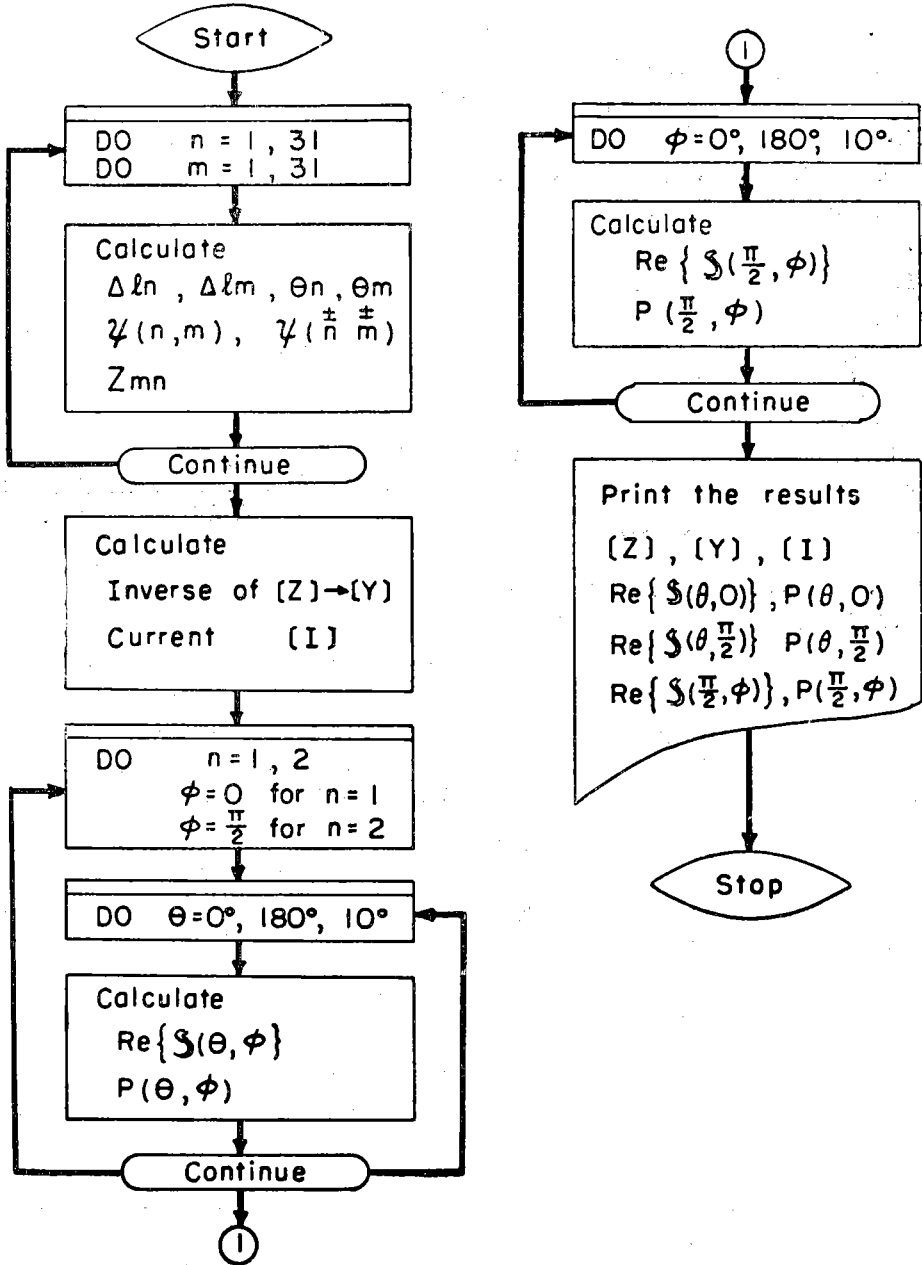 Start
DO n = 1 , 31
DO m = 1 , 31
Calculate
Δℓn , Δℓm , θn , θm
ψ(n,m) , ψ(n̊± m̊±)
Zmn
Continue
Calculate
Inverse of [Z]→[Y]
Current [I]
DO n = 1 , 2
φ = 0 for n = 1
φ = π/2 for n = 2
DO θ = 0°, 180°, 10°
Calculate
Re{S(θ, φ}
P(θ, φ)
Continue
1
1
DO φ = 0°, 180°, 10°
Calculate
Re { S(π/2, φ)}
P (π/2 , φ)
Continue
Print the results
[Z] , [Y] , [I]
Re{ S(θ,0)} , P(θ, 0)
Re{ S(θ,π/2)} P(θ, π/2)
Re{ S(π/2,φ)}, P(π/2,φ)
Stop